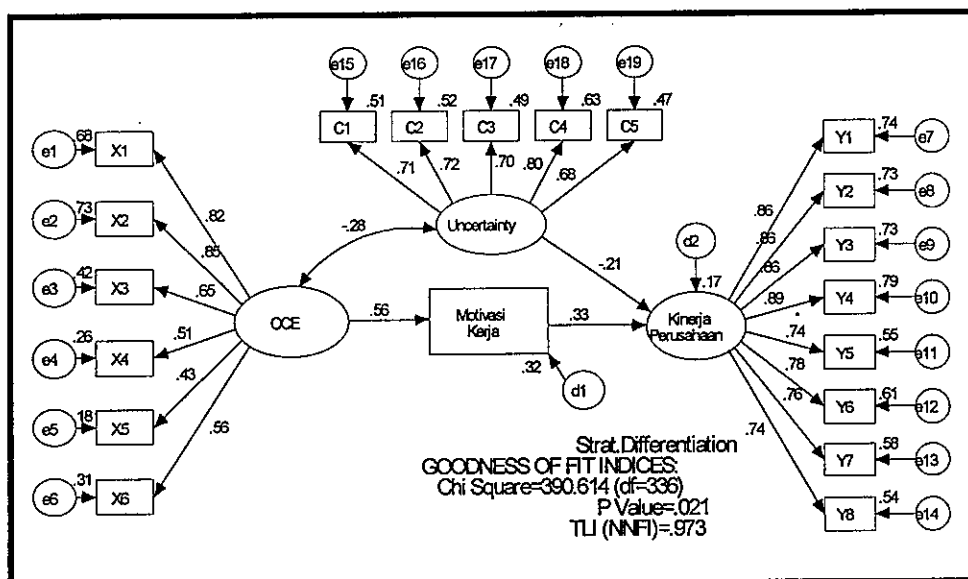 e15 e16 e17 e18 e19
.51 .52 .49 .63 .47
C1 C2 C3 C4 C5
.71 .72 .70 .80 .68
Uncertainty
e1 .68 X1
e2 .73 X2
e3 .42 X3
e4 .26 X4
e5 .18 X5
e6 .31 X6
.82
.85
.65
.51
.43
.56
OCE
-.28
.56
Motivasi
Kerja
.32
d1
.33
-.21
d2
.17
Kinerja
Perusahaan
.86
.86
.86
.89
.74
.78
.76
.74
Y1 .74 e7
Y2 .73 e8
Y3 .73 e9
Y4 .79 e10
Y5 .55 e11
Y6 .61 e12
Y7 .58 e13
Y8 .54 e14
Strat.Differentiation
GOODNESS OF FIT INDICES:
Chi Square=390.614 (df=336)
P Value=.021
TLI (NNFI)=.973